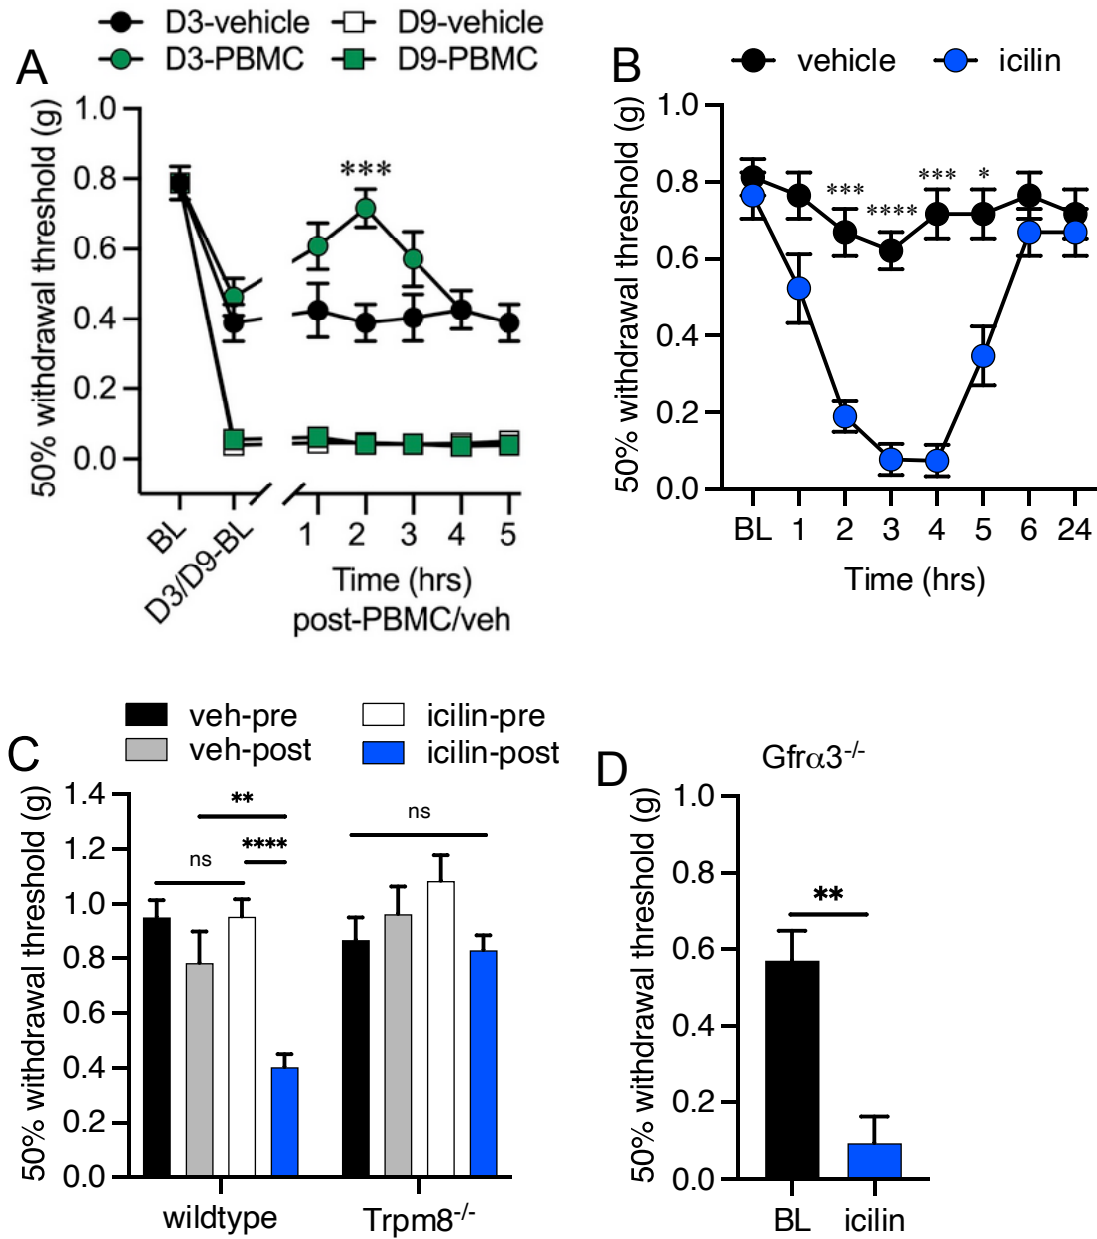 D3-vehicle D9-vehicle
D3-PBMC D9-PBMC
A
50% withdrawal threshold (g)
1.0
0.8
0.6
0.4
0.2
0.0
***
BL
D3/D9-BL
1 2 3 4 5
Time (hrs)
post-PBMC/veh
B
vehicle icilin
50% withdrawal threshold (g)
1.0
0.8
0.6
0.4
0.2
0.0
***
****
***
*
BL 1 2 3 4 5 6 24
Time (hrs)
veh-pre icilin-pre
veh-post icilin-post
C
50% withdrawal threshold (g)
1.4
1.2
1.0
0.8
0.6
0.4
0.2
0.0
**
****
ns
ns
wildtype Trpm8-/-
D
Gfrα3-/-
50% withdrawal threshold (g)
1.0
0.8
0.6
0.4
0.2
0.0
**
BL icilin